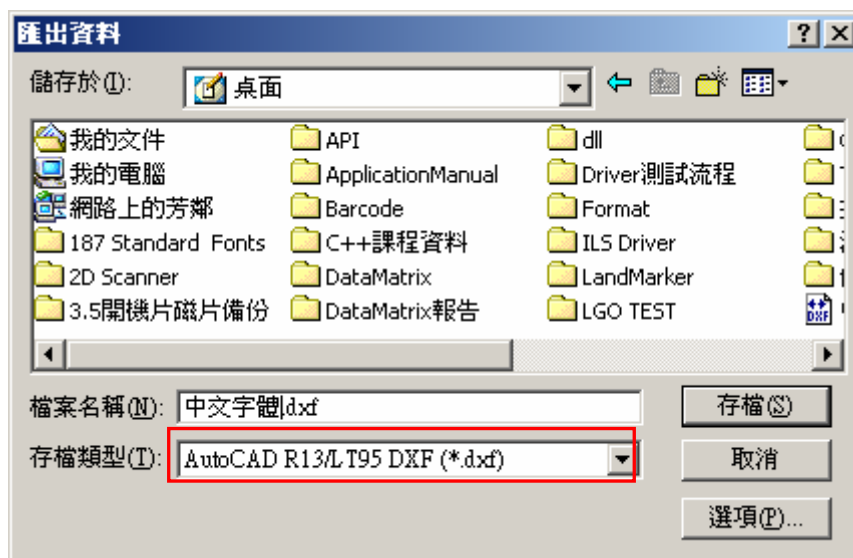 匯出資料
儲存於(I): 桌面
我的文件 API dll
我的電腦 ApplicationManual Driver測試流程
網路上的芳鄰 Barcode Format
187 Standard Fonts C++課程資料 ILS Driver
2D Scanner DataMatrix LandMarker
3.5開機片磁片備份 DataMatrix報告 LGO TEST
檔案名稱(N): 中文字體.dxf 存檔(S)
存檔類型(T): AutoCAD R13/LT95 DXF (*.dxf) 取消
選項(P)...